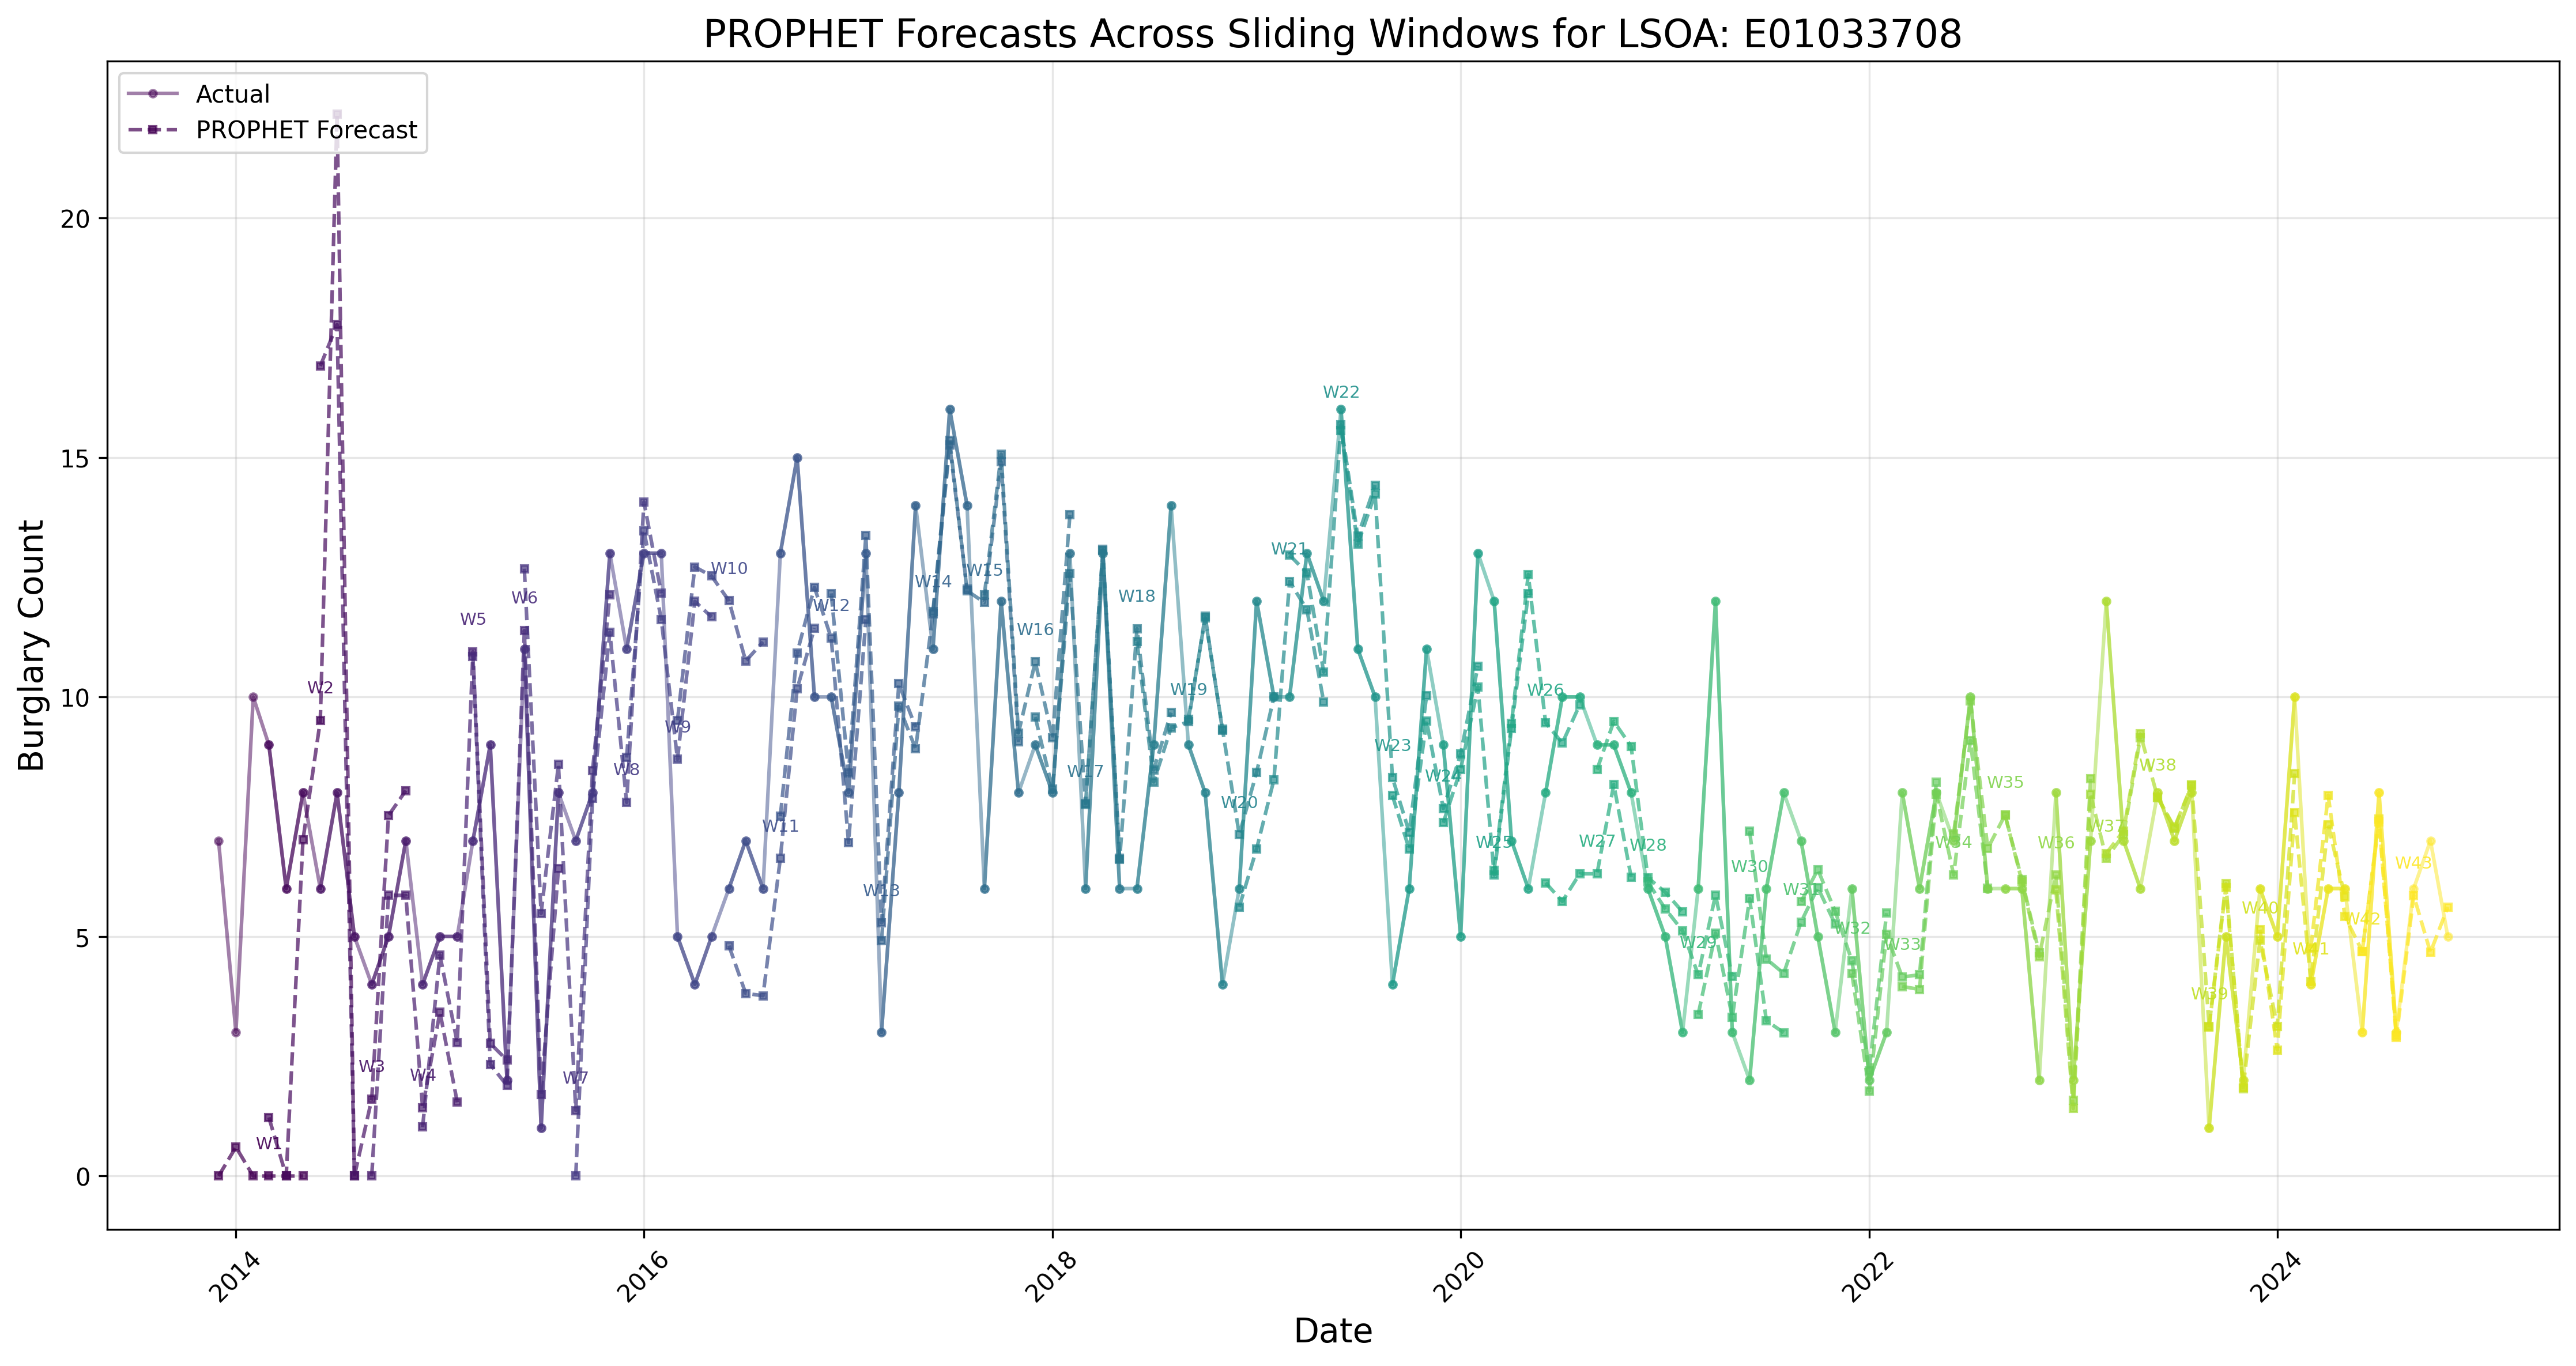 PROPHET Forecasts Across Sliding Windows for LSOA: E01033708
Actual
PROPHET Forecast
Burglary Count
20
15
10
5
0
W1
W2
W3
W4
W5
W6
W7
W8
W9
W10
W11
W12
W13
W14
W15
W16
W17
W18
W19
W20
W21
W22
W23
W24
W25
W26
W27
W28
W29
W30
W31
W32
W33
W34
W35
W36
W37
W38
W39
W40
W41
W42
W43
2014
2016
2018
2020
2022
2024
Date